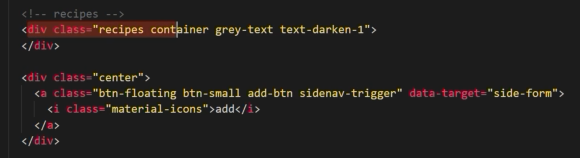 <!-- recipes -->
<div class="recipes container grey-text text-darken-1">
</div>

<div class="center">
  <a class="btn-floating btn-small add-btn sidenav-trigger" data-target="side-form">
    <i class="material-icons">add</i>
  </a>
</div>